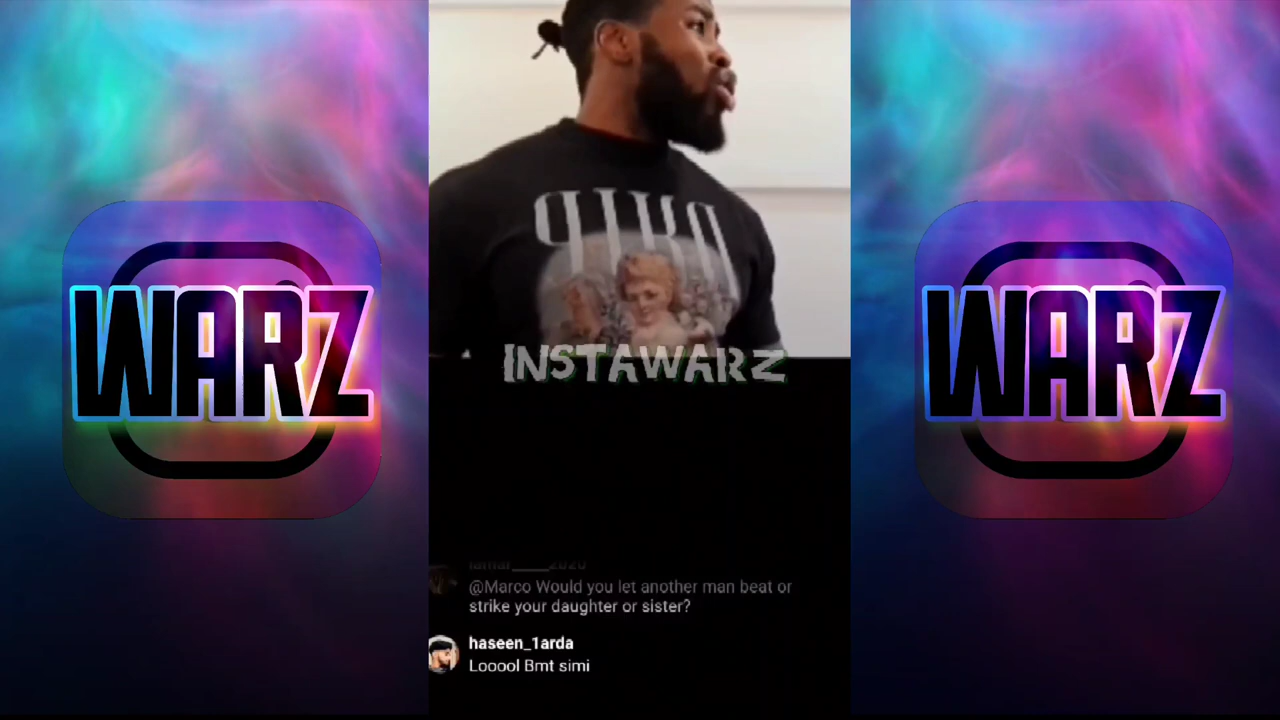 WARZ
INSTAWARZ
WARZ
@Marco Would you let another man beat or
strike your daughter or sister?
haseen_1arda
Looool Bmt simi